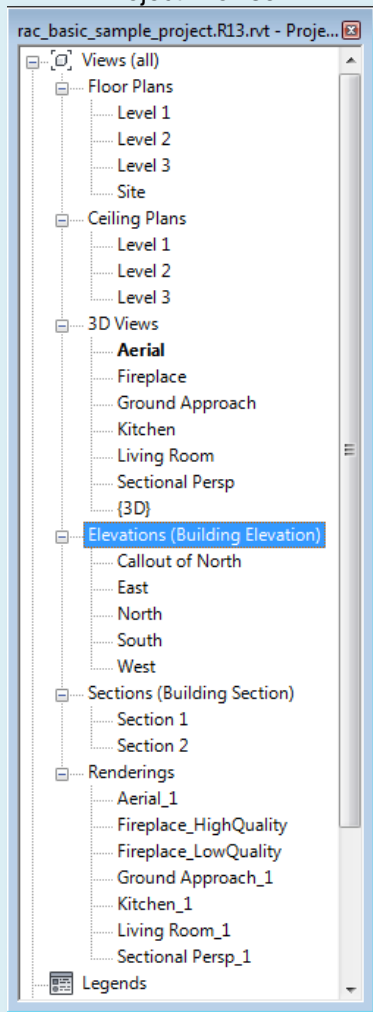 rac_basic_sample_project.R13.rvt - Proje...
Views (all)
Floor Plans
Level 1
Level 2
Level 3
Site
Ceiling Plans
Level 1
Level 2
Level 3
3D Views
Aerial
Fireplace
Ground Approach
Kitchen
Living Room
Sectional Persp
{3D}
Elevations (Building Elevation)
Callout of North
East
North
South
West
Sections (Building Section)
Section 1
Section 2
Renderings
Aerial_1
Fireplace_HighQuality
Fireplace_LowQuality
Ground Approach_1
Kitchen_1
Living Room_1
Sectional Persp_1
Legends